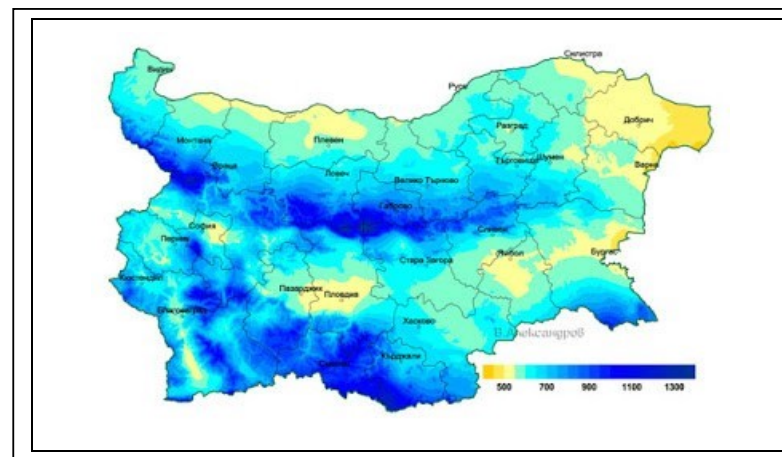 Силистра
Видин
Русе
Добрич
Разград
Плевен
Монтана
Търговище
Шумен
Варна
Враца
Ловеч
Велико Търново
Габрово
София
Перник
Сливен
Ямбол
Бургас
Стара Загора
Кюстендил
Пазарджик
Пловдив
Благоевград
Хасково
В.Александров
Кърджали
Смолян
500 700 900 1100 1300